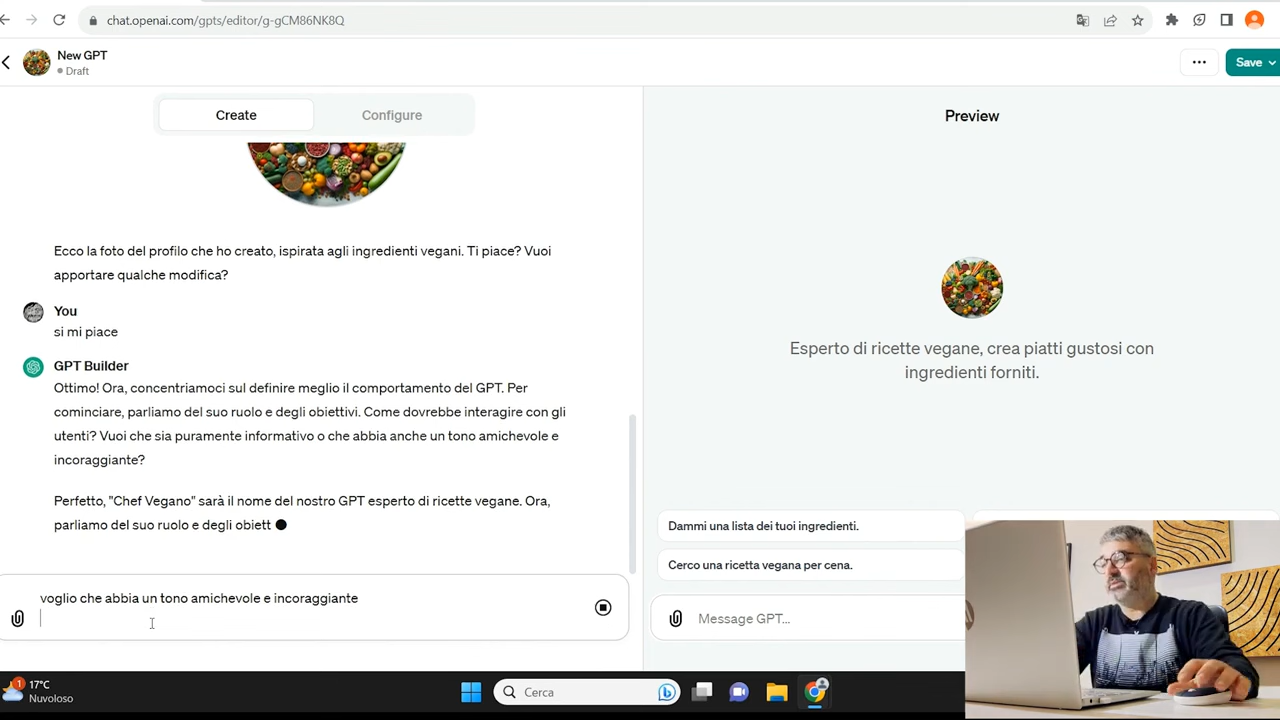 chat.openai.com/gpts/editor/g-gCM86NK8Q
New GPT
Draft
Save
Create
Configure
Preview
Ecco la foto del profilo che ho creato, ispirata agli ingredienti vegani. Ti piace? Vuoi
apportare qualche modifica?
You
si mi piace
GPT Builder
Ottimo! Ora, concentriamoci sul definire meglio il comportamento del GPT. Per
cominciare, parliamo del suo ruolo e degli obiettivi. Come dovrebbe interagire con gli
utenti? Vuoi che sia puramente informativo o che abbia anche un tono amichevole e
incoraggiante?
Perfetto, "Chef Vegano" sarà il nome del nostro GPT esperto di ricette vegane. Ora,
parliamo del suo ruolo e degli obiett
voglio che abbia un tono amichevole e incoraggiante
Esperto di ricette vegane, crea piatti gustosi con
ingredienti forniti.
Dammi una lista dei tuoi ingredienti.
Cerco una ricetta vegana per cena.
Message GPT...
1
17°C
Nuvoloso
Cerca